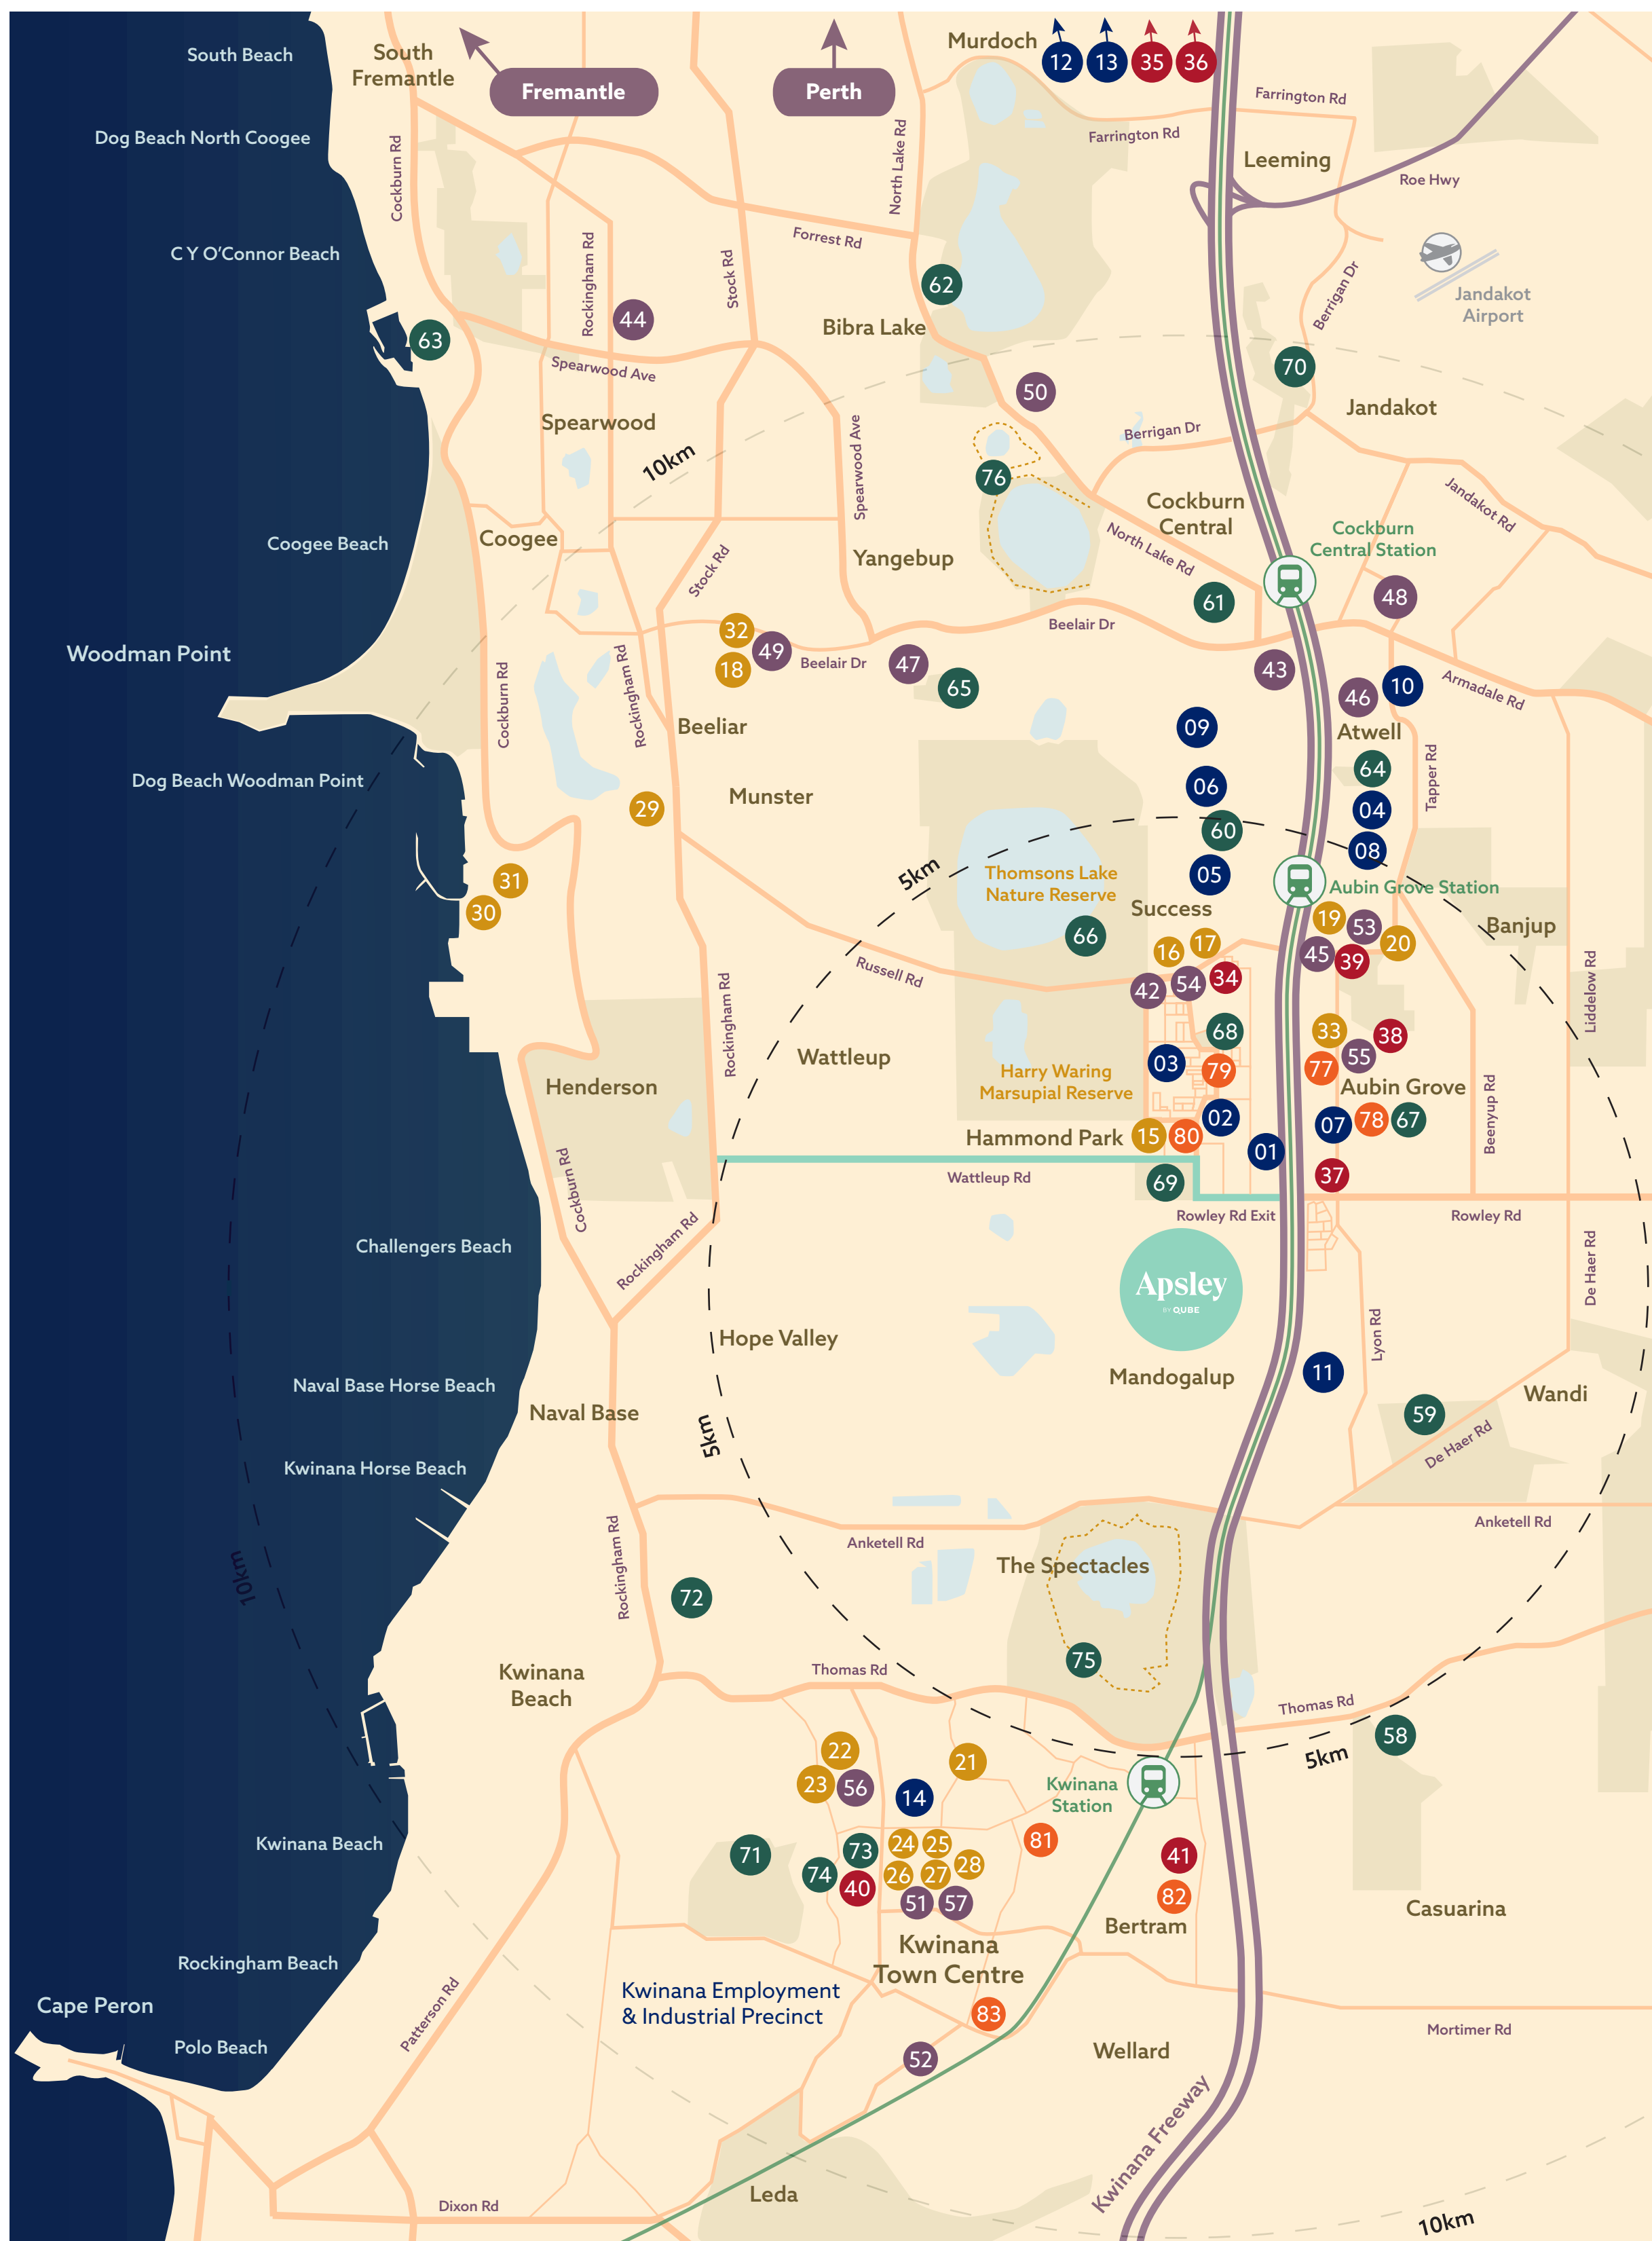 South Beach
South
Fremantle
Fremantle
Perth
Murdoch
12
13
35
36
Farrington Rd
Farrington Rd
Dog Beach North Coogee
Cockburn Rd
North Lake Rd
Leeming
Roe Hwy
C Y O'Connor Beach
Rockingham Rd
Stock Rd
Forrest Rd
Berrigan Dr
Jandakot
Airport
62
44
63
Bibra Lake
Spearwood Ave
70
50
Jandakot
Spearwood
10km
Spearwood Ave
Berrigan Dr
76
Cockburn
Central
Jandakot Rd
North Lake Rd
Cockburn
Central Station
Coogee
Coogee Beach
Yangebup
Stock Rd
61
48
Beelair Dr
32
49
18
Beelair Dr
47
65
43
46
10
Armadale Rd
Woodman Point
Cockburn Rd
Rockingham Rd
Beeliar
09
Atwell
64
Tapper Rd
Dog Beach Woodman Point
Munster
29
06
04
60
08
5km
Thomsons Lake
Nature Reserve
05
Aubin Grove Station
31
30
Success
66
19
53
20
Banjup
16
17
45
39
Russell Rd
42
54
34
Liddelow Rd
Rockingham Rd
68
33
38
Wattleup
03
79
55
77
Harry Waring
Marsupial Reserve
Henderson
Aubin Grove
Beenyup Rd
02
07
78
67
Hammond Park
15
80
01
Cockburn Rd
Wattleup Rd
69
37
Rowley Rd Exit
Rowley Rd
Challengers Beach
Rockingham Rd
De Haer Rd
Apsley
BY QUBE
Hope Valley
Lyon Rd
Mandogalup
11
Naval Base Horse Beach
Wandi
Naval Base
59
5km
De Haer Rd
Kwinana Horse Beach
Anketell Rd
Anketell Rd
10km
Rockingham Rd
The Spectacles
72
75
Kwinana
Beach
Thomas Rd
Thomas Rd
58
5km
22
21
23
56
14
Kwinana
Station
Kwinana Beach
81
71
73
24
25
41
74
40
26
27
28
82
51
57
Casuarina
Bertram
Kwinana
Town Centre
Rockingham Beach
Kwinana Employment
& Industrial Precinct
Cape Peron
83
Patterson Rd
Mortimer Rd
Polo Beach
52
Wellard
Kwinana Freeway
Leda
Dixon Rd
10km